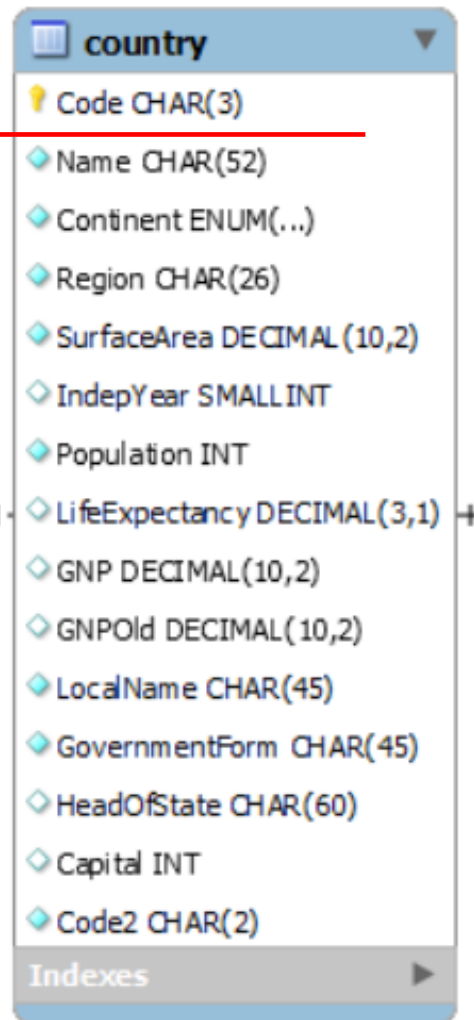 country
Code CHAR(3)
Name CHAR(52)
Continent ENUM(...)
Region CHAR(26)
SurfaceArea DECIMAL(10,2)
IndepYear SMALLINT
Population INT
LifeExpectancy DECIMAL(3,1)
GNP DECIMAL(10,2)
GNPOld DECIMAL(10,2)
LocalName CHAR(45)
GovernmentForm CHAR(45)
HeadOfState CHAR(60)
Capital INT
Code2 CHAR(2)
Indexes